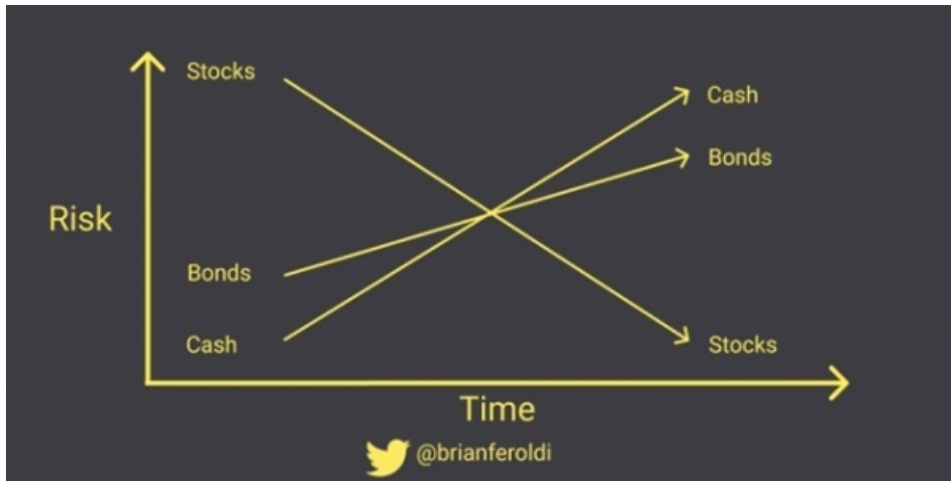 Stocks
Cash
Bonds
Risk
Bonds
Cash
Stocks
Time
@brianferoldi